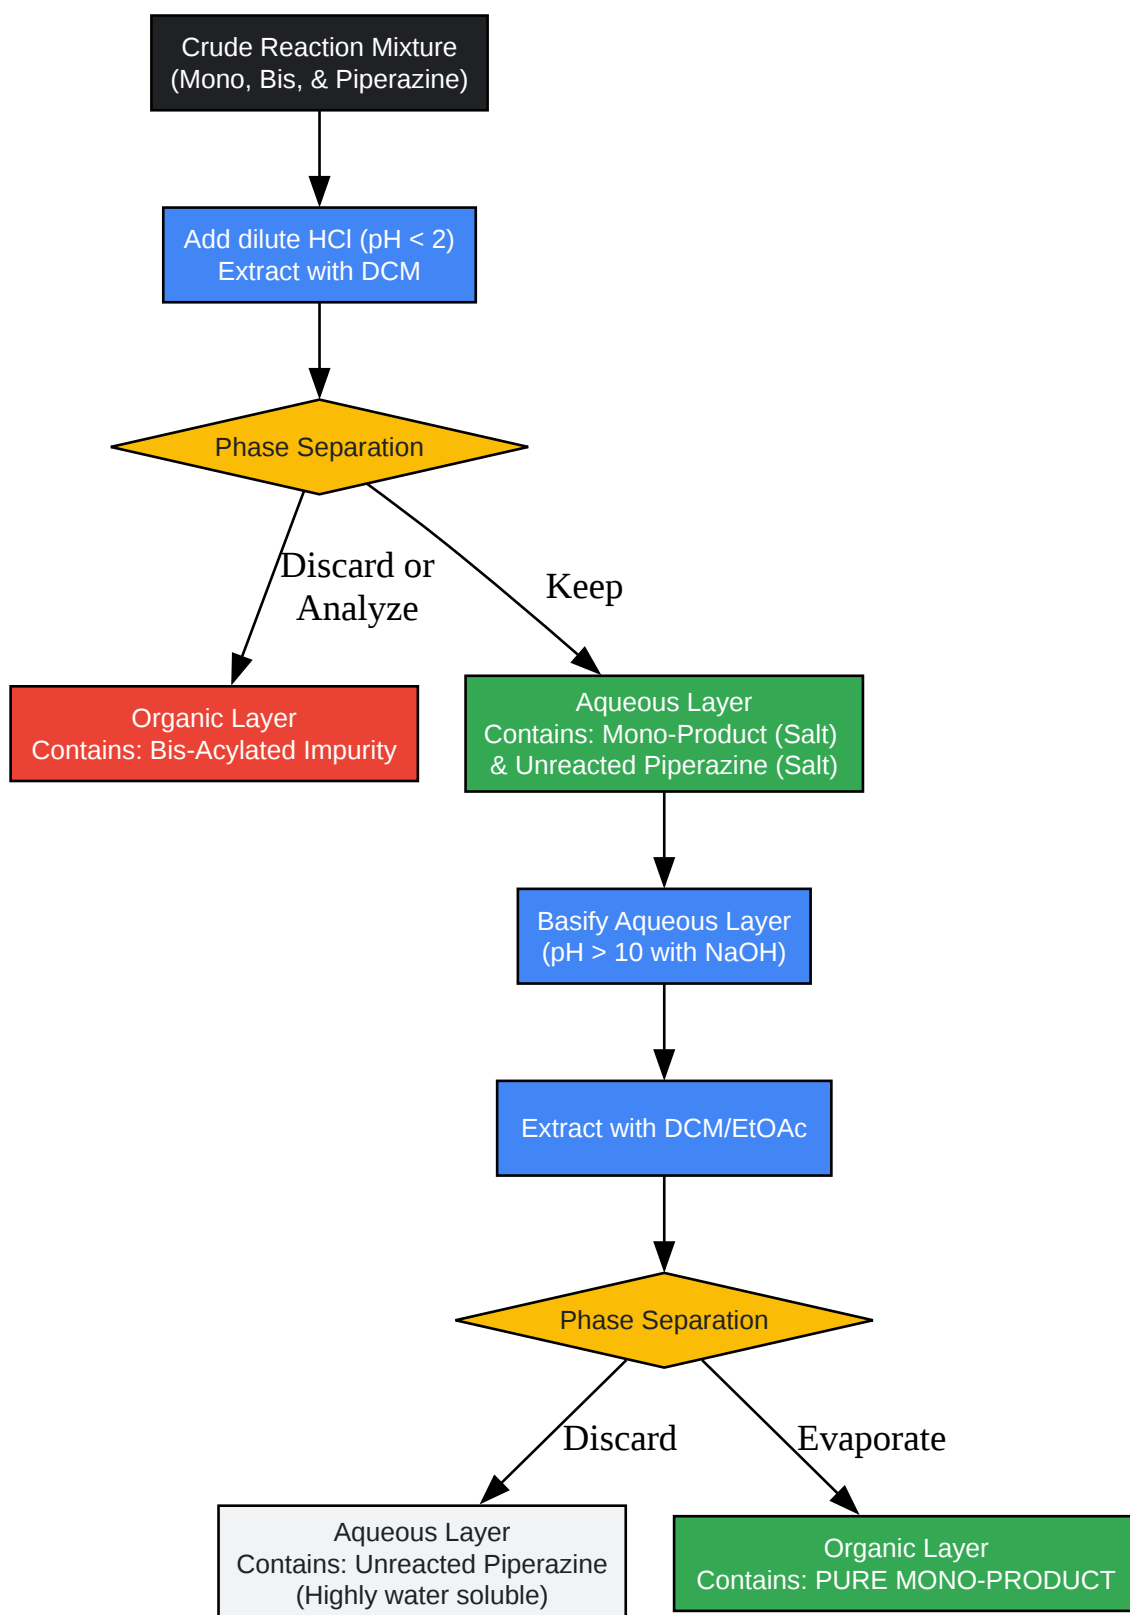 Crude Reaction Mixture
(Mono, Bis, & Piperazine)
Add dilute HCl (pH < 2)
Extract with DCM
Phase Separation
Discard or
Analyze
Keep
Organic Layer
Contains: Bis-Acylated Impurity
Aqueous Layer
Contains: Mono-Product (Salt)
& Unreacted Piperazine (Salt)
Basify Aqueous Layer
(pH > 10 with NaOH)
Extract with DCM/EtOAc
Phase Separation
Discard
Evaporate
Aqueous Layer
Contains: Unreacted Piperazine
(Highly water soluble)
Organic Layer
Contains: PURE MONO-PRODUCT